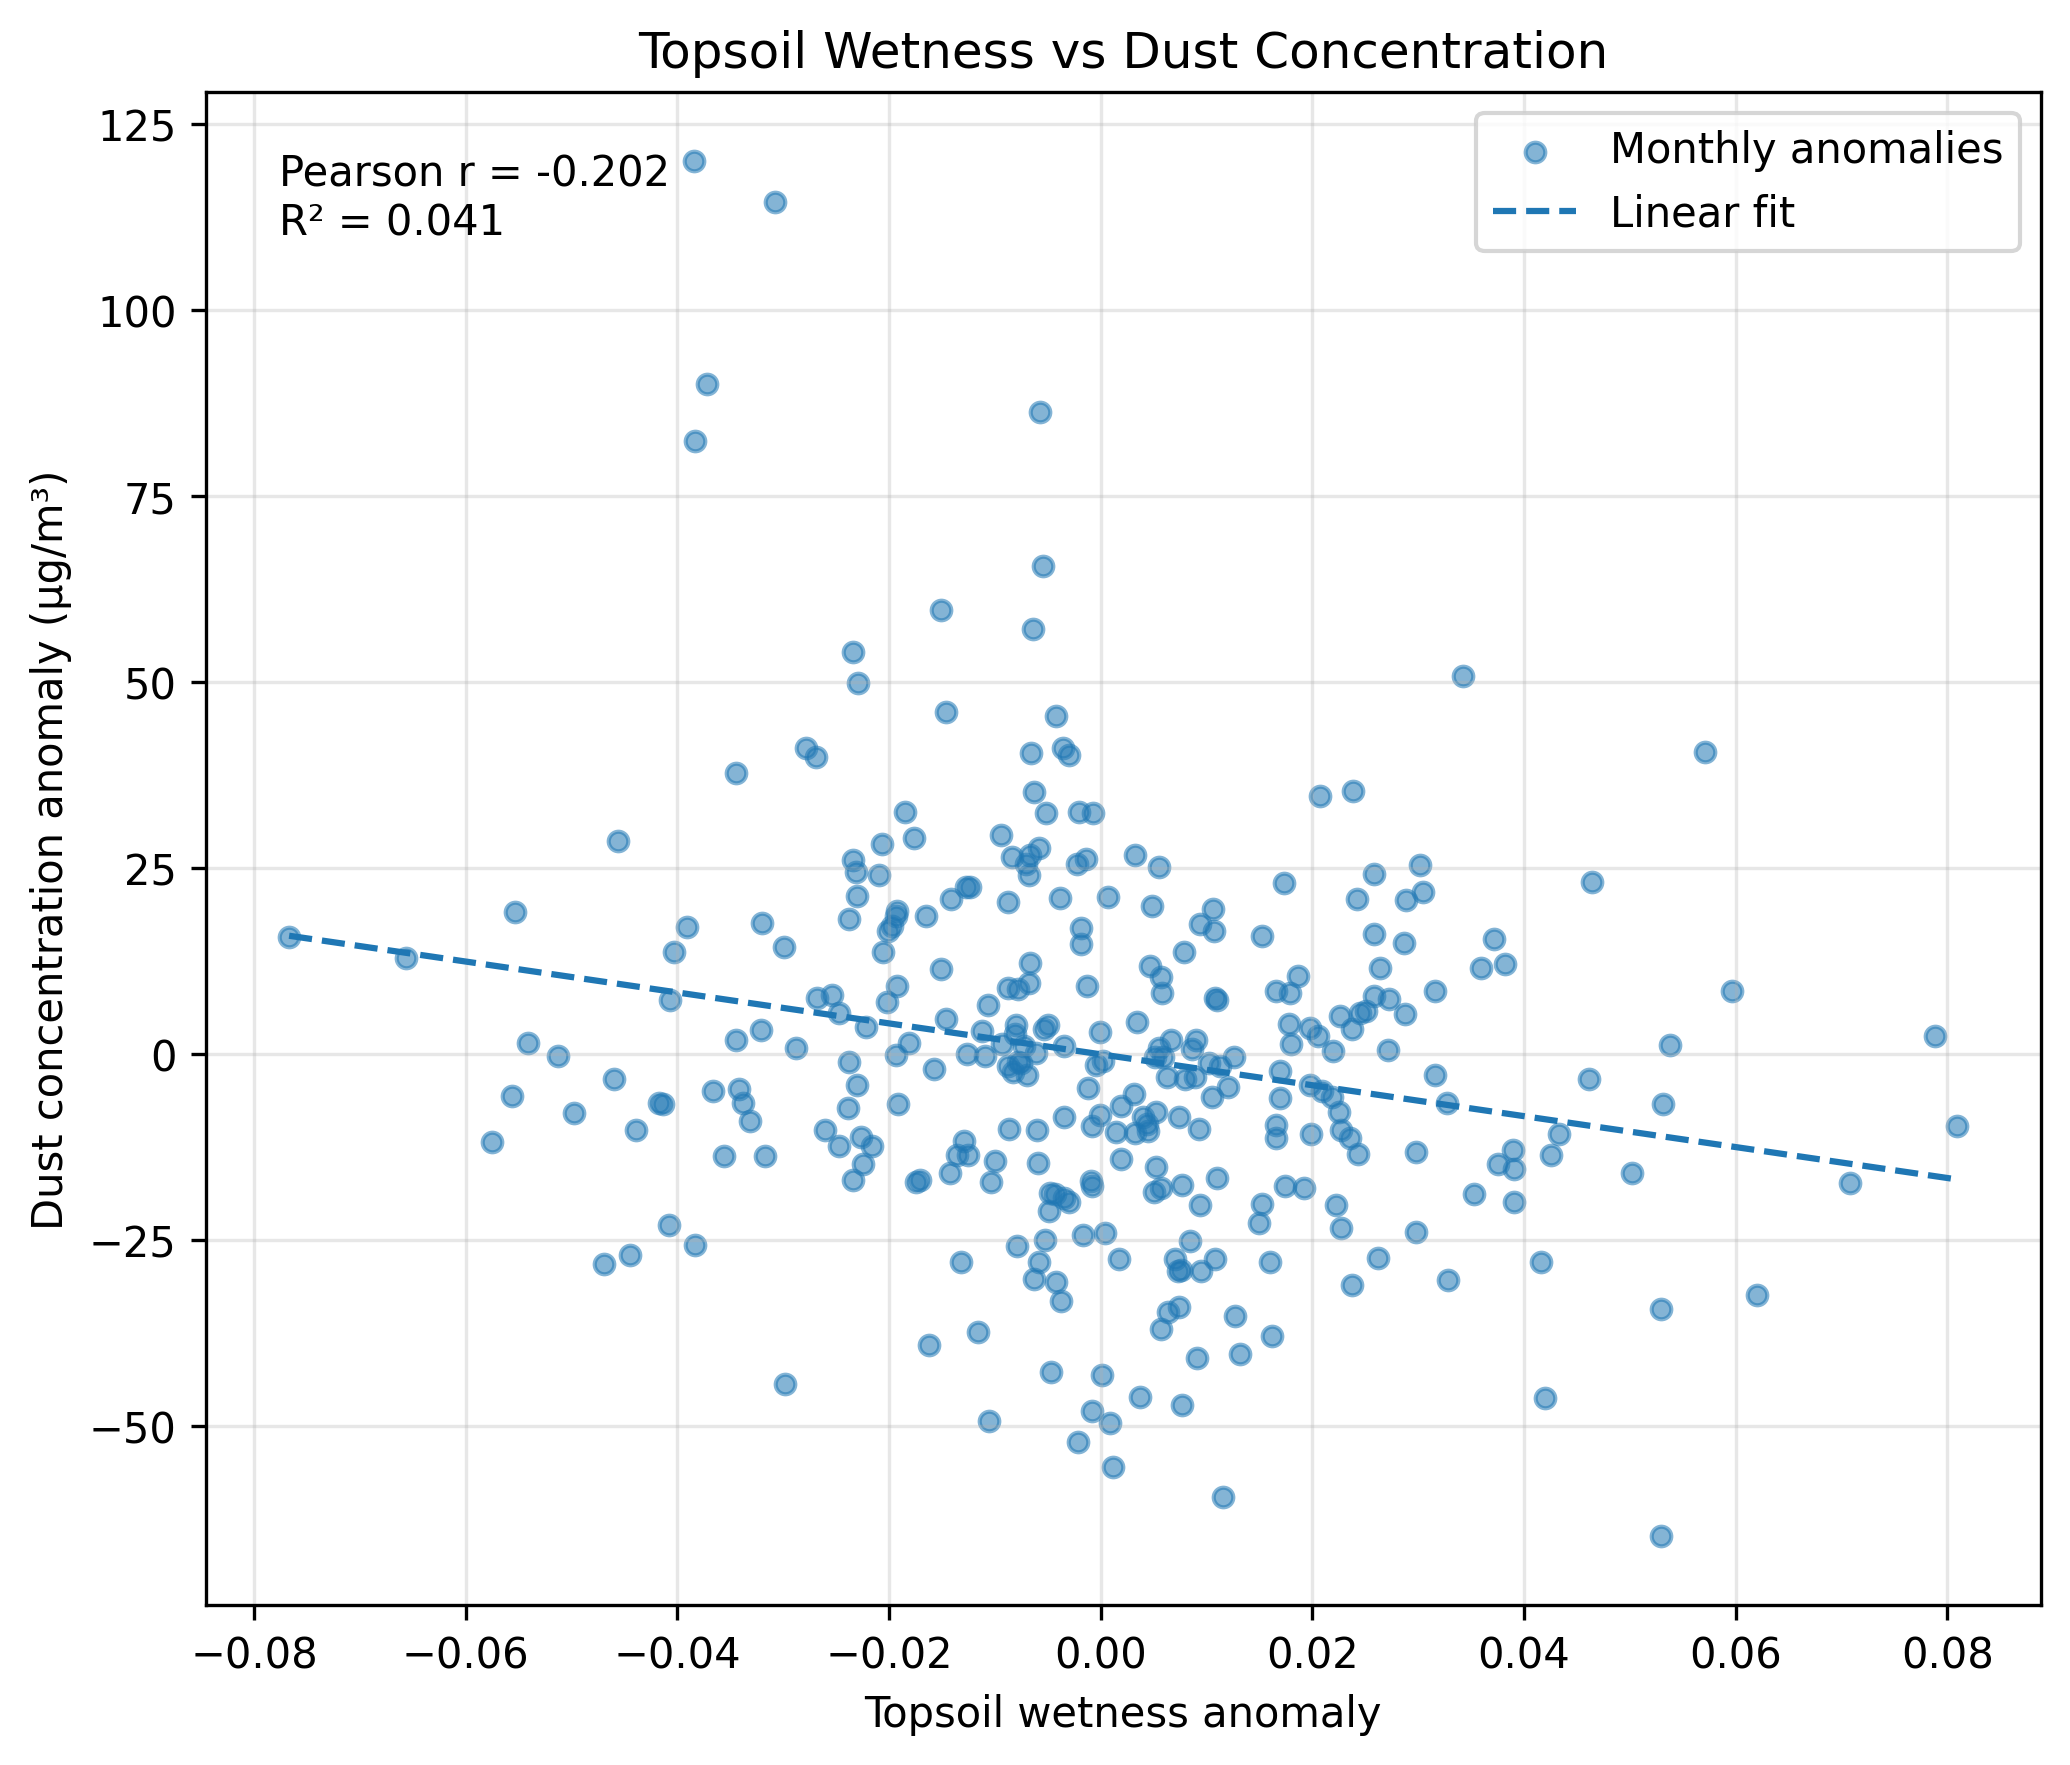 Topsoil Wetness vs Dust Concentration
Pearson r = -0.202
R² = 0.041
Monthly anomalies
Linear fit
Dust concentration anomaly (µg/m³)
125
100
75
50
25
0
−25
−50
−0.08 −0.06 −0.04 −0.02 0.00 0.02 0.04 0.06 0.08
Topsoil wetness anomaly